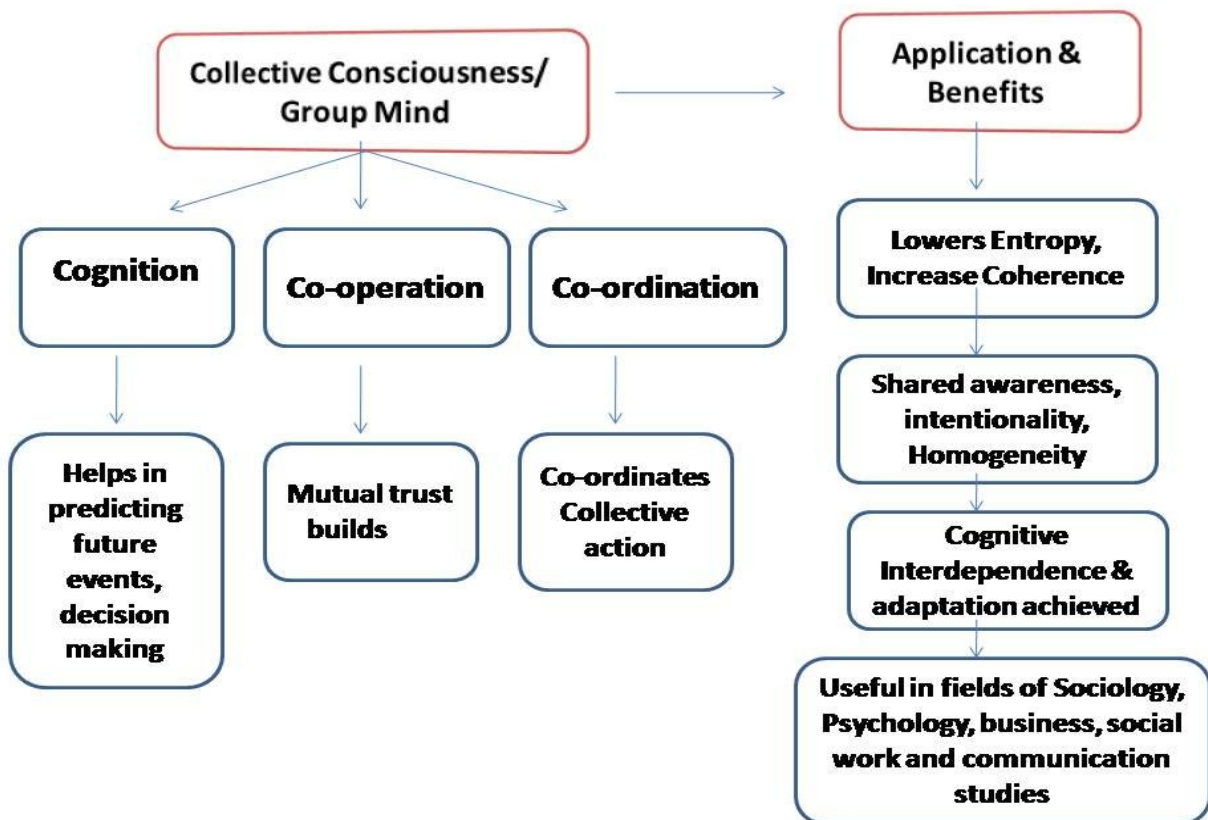 Collective Consciousness/
Group Mind
Application &
Benefits
Cognition
Co-operation
Co-ordination
Helps in
predicting
future
events,
decision
making
Mutual trust
builds
Co-ordinates
Collective
action
Lowers Entropy,
Increase Coherence
Shared awareness,
intentionality,
Homogeneity
Cognitive
Interdependence &
adaptation achieved
Useful in fields of Sociology,
Psychology, business, social
work and communication
studies